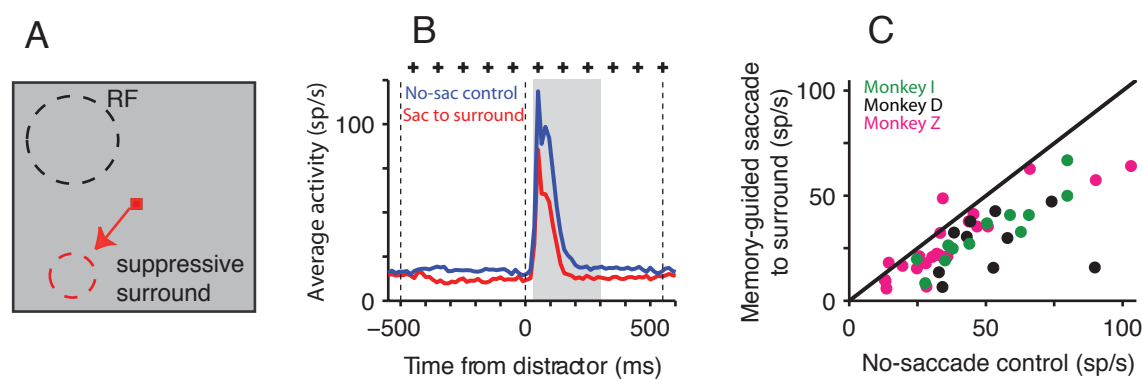 A
RF
suppressive
surround
B
No-sac control
Sac to surround
Average activity (sp/s)
100
0
−500
0
500
Time from distractor (ms)
C
Monkey I
Monkey D
Monkey Z
Memory-guided saccade
to surround (sp/s)
100
50
0
0
50
100
No-saccade control (sp/s)